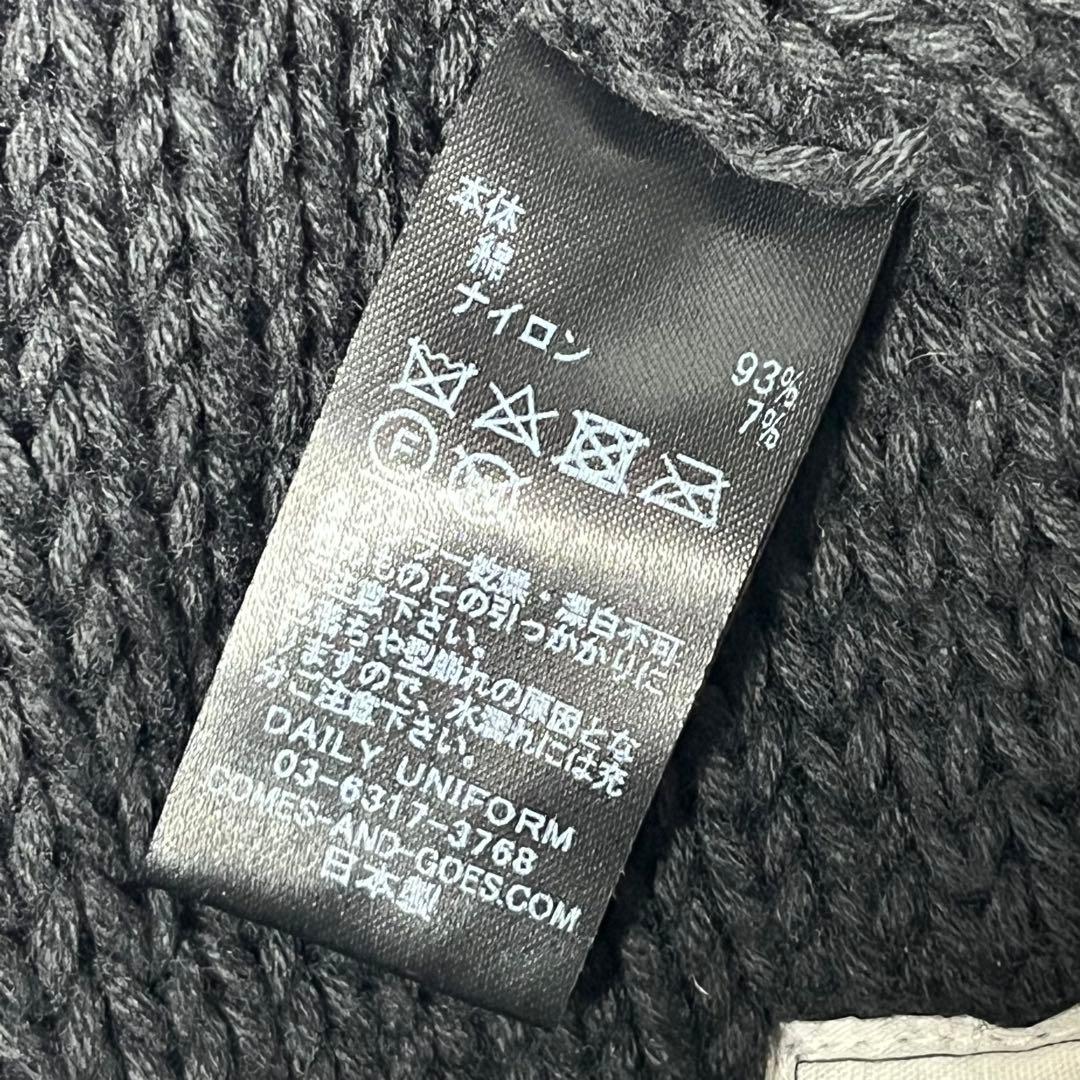 本体
綿 93%
ナイロン 7%
F
ー乾燥・漂白不可
ものとの引っかかりに
下さい。
落ちや型崩れの原因とな
りますので、水濡れには充
分ご注意下さい。
DAILY UNIFORM
03-6317-3768
COMES-AND-GOES.COM
日本製